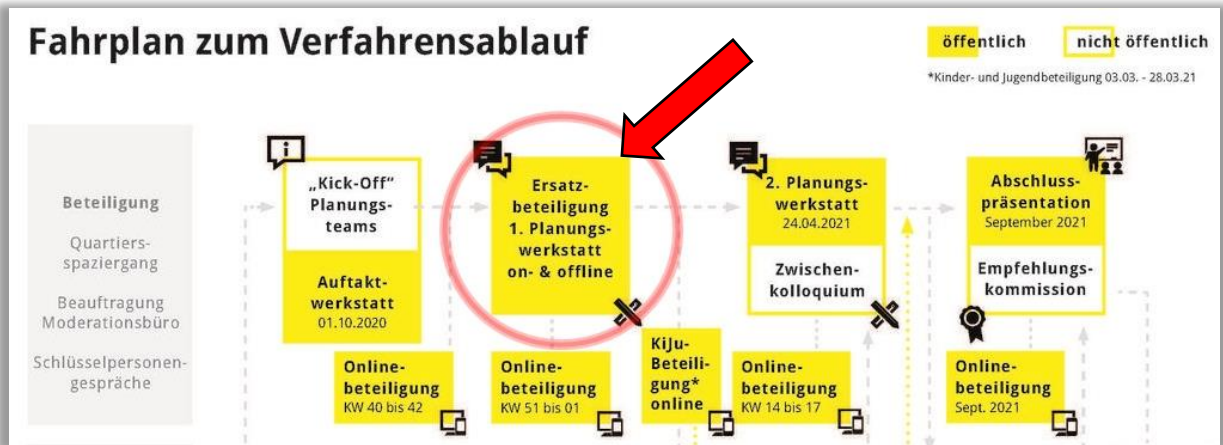 Fahrplan zum Verfahrensablauf
öffentlich
nicht öffentlich
*Kinder- und Jugendbeteiligung 03.03. - 28.03.21
Beteiligung
Quartiers-
spaziergang
Beauftragung
Moderationsbüro
Schlüsselpersonen-
gespräche
i
„Kick-Off“
Planungs-
teams
Auftakt-
werkstatt
01.10.2020
Online-
beteiligung
KW 40 bis 42
Ersatz-
beteiligung
1. Planungs-
werkstatt
on- & offline
Online-
beteiligung
KW 51 bis 01
KiJu-
Beteili-
gung*
online
2. Planungs-
werkstatt
24.04.2021
Zwischen-
kolloquium
Online-
beteiligung
KW 14 bis 17
Abschluss-
präsentation
September 2021
Empfehlungs-
kommission
Online-
beteiligung
Sept. 2021